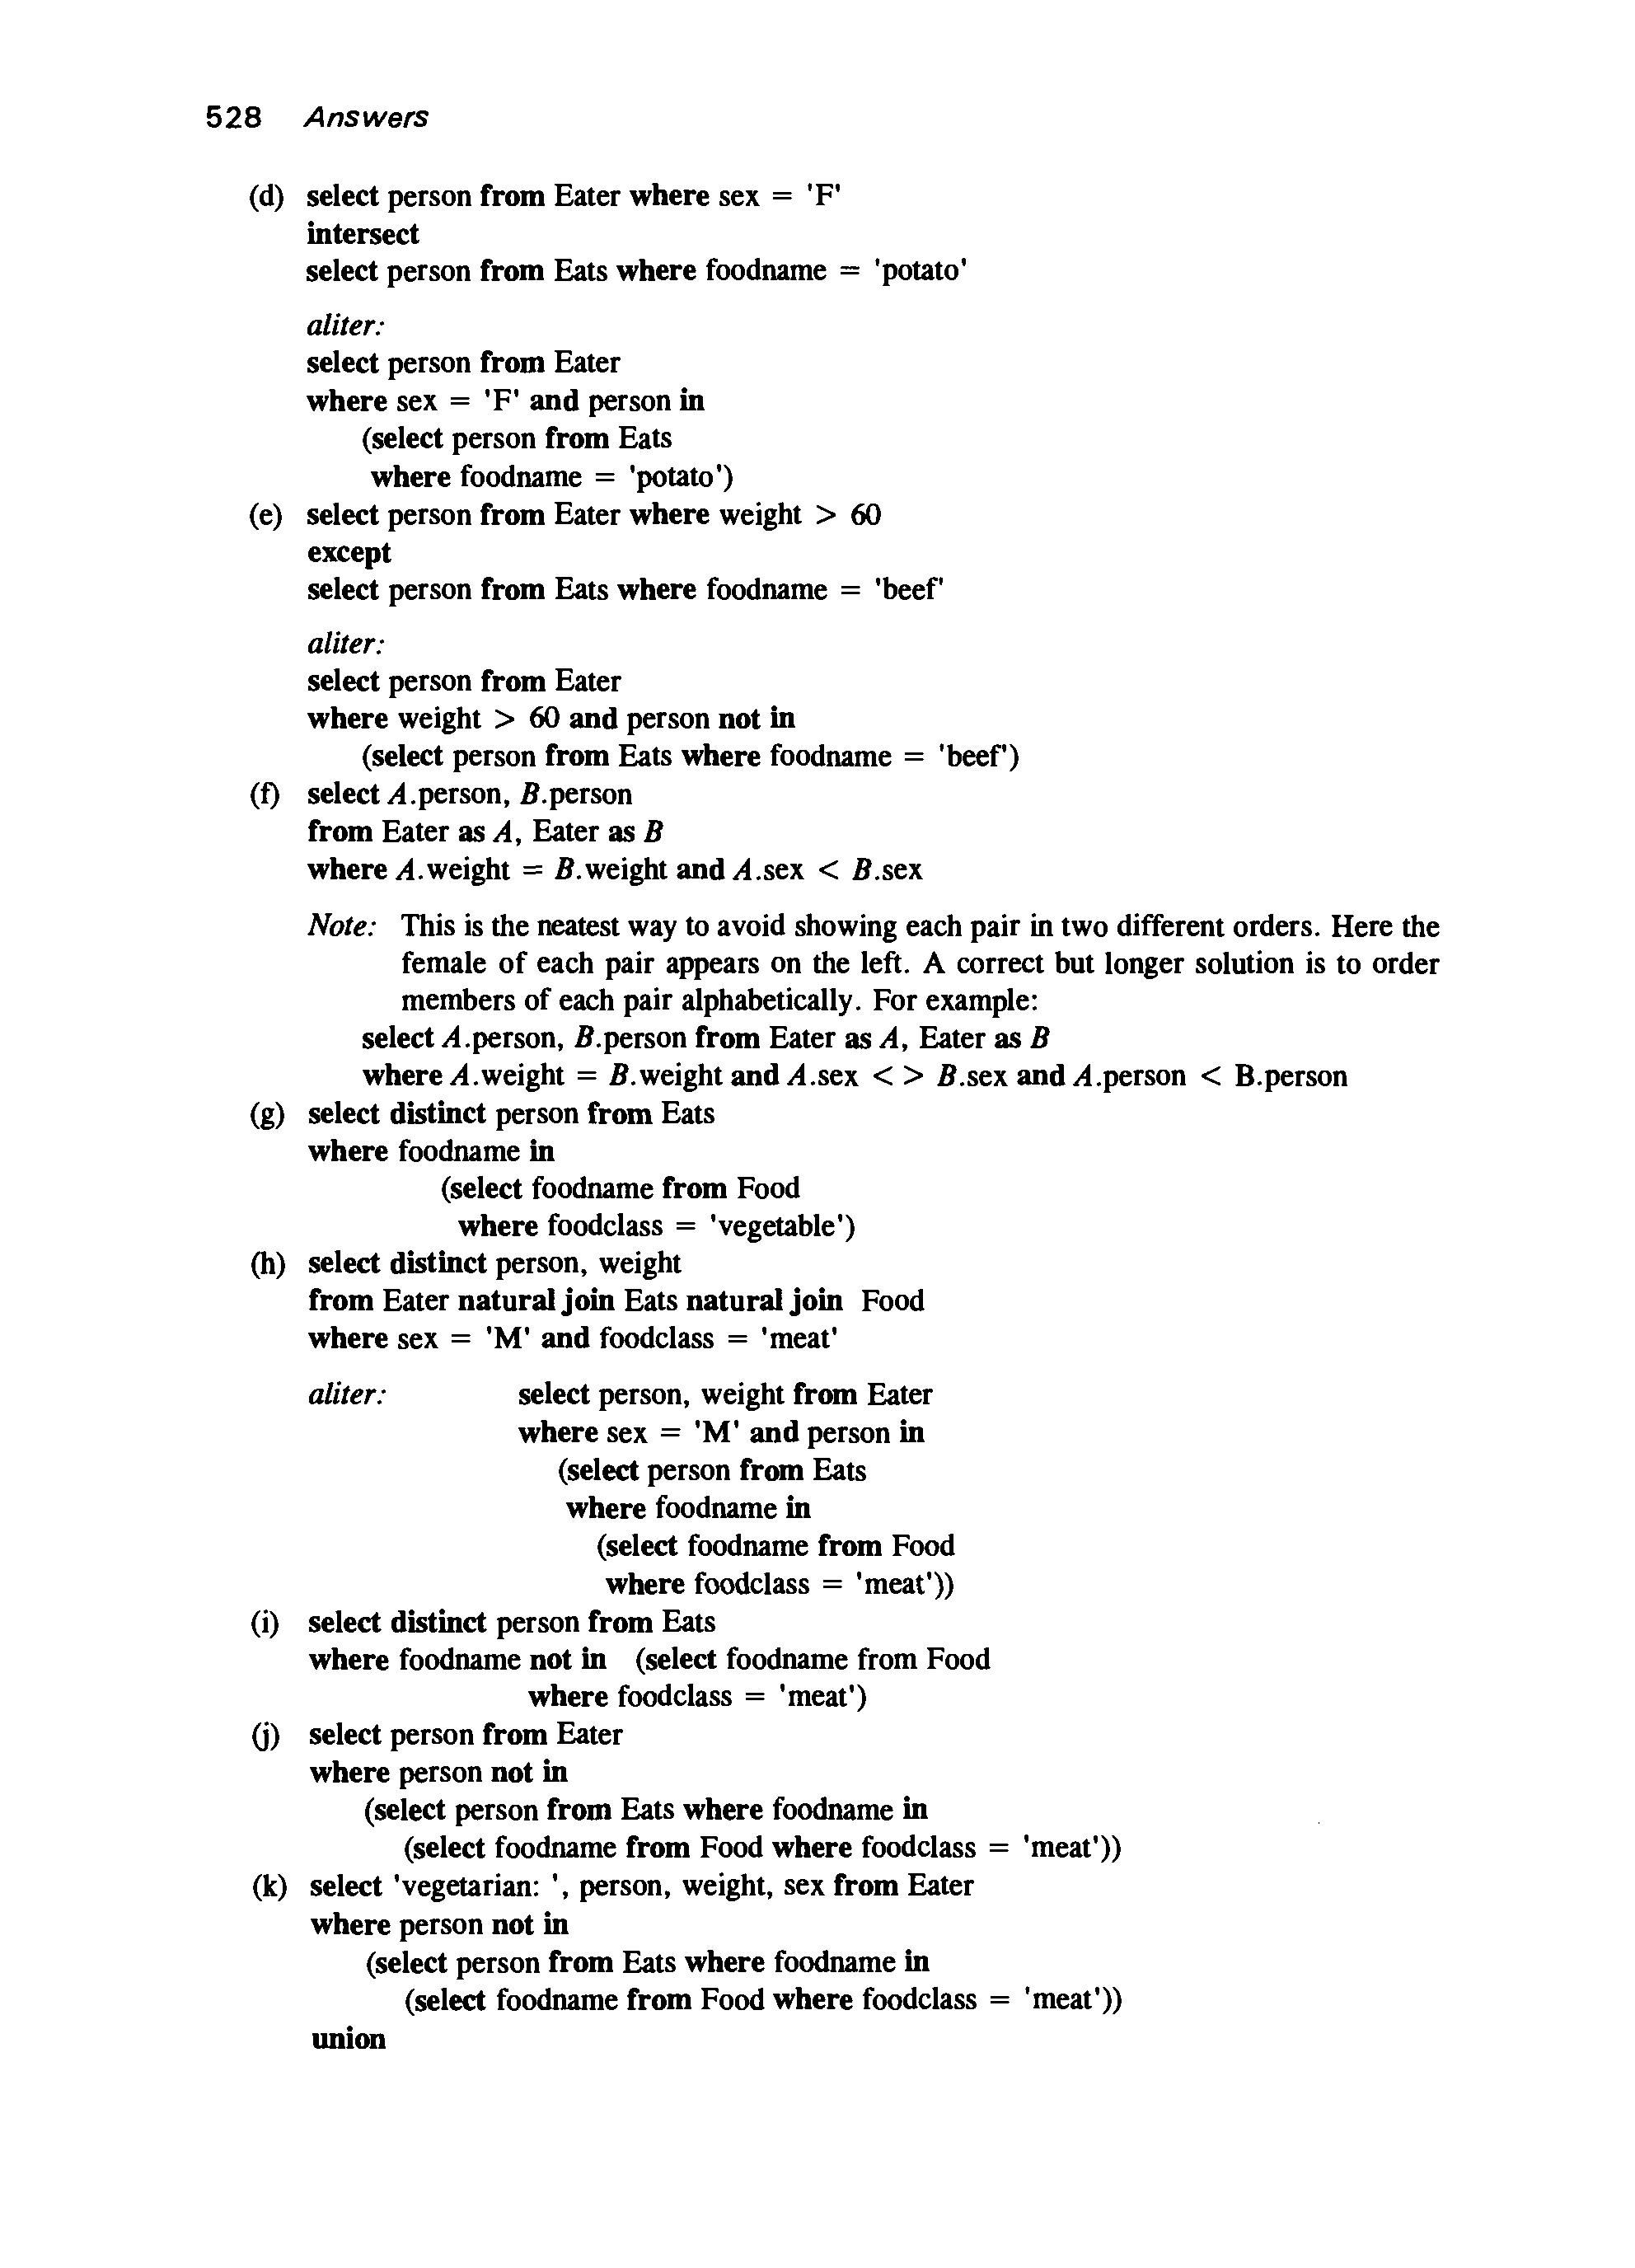 528 Answers
(d) select person from Eater where sex = 'F'
intersect
select person from Eats where foodname = 'potato'
aliter:
select person from Eater
where sex = 'F' and person in
(select person from Eats
where foodname = 'potato')
(e) select person from Eater where weight > 60
except
select person from Eats where foodname = 'beef'
aliter:
select person from Eater
where weight > 60 and person not in
(select person from Eats where foodname = 'beef')
(f) select A.person, B.person
from Eater as A, Eater as B
where A.weight = B.weight and A.sex < B.sex
Note: This is the neatest way to avoid showing each pair in two different orders. Here the
female of each pair appears on the left. A correct but longer solution is to order
members of each pair alphabetically. For example:
select A.person, B.person from Eater as A, Eater as B
where A.weight = B.weight and A.sex < > B.sex and A.person < B.person
(g) select distinct person from Eats
where foodname in
(select foodname from Food
where foodclass = 'vegetable')
(h) select distinct person, weight
from Eater natural join Eats natural join Food
where sex = 'M' and foodclass = 'meat'
aliter: select person, weight from Eater
where sex = 'M' and person in
(select person from Eats
where foodname in
(select foodname from Food
where foodclass = 'meat'))
(i) select distinct person from Eats
where foodname not in (select foodname from Food
where foodclass = 'meat')
(j) select person from Eater
where person not in
(select person from Eats where foodname in
(select foodname from Food where foodclass = 'meat'))
(k) select 'vegetarian: ', person, weight, sex from Eater
where person not in
(select person from Eats where foodname in
(select foodname from Food where foodclass = 'meat'))
union